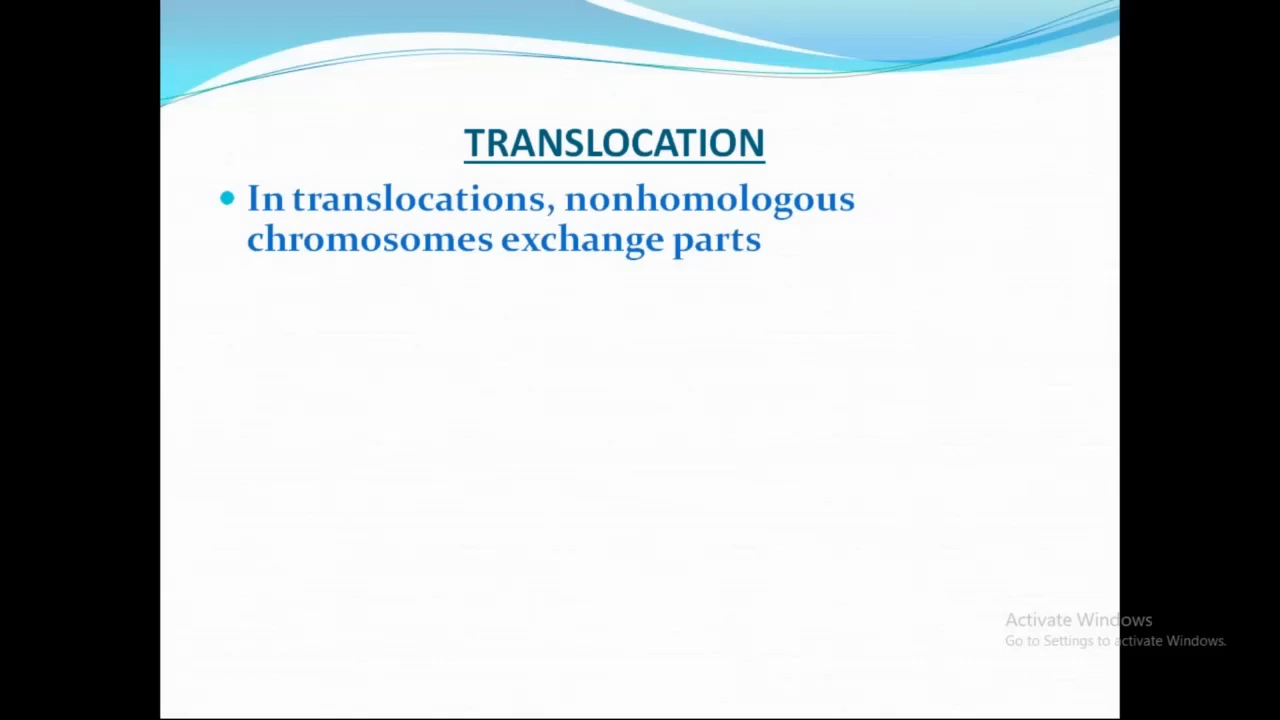 TRANSLOCATION
In translocations, nonhomologous
chromosomes exchange parts
Activate Windows
Go to Settings to activate Windows.